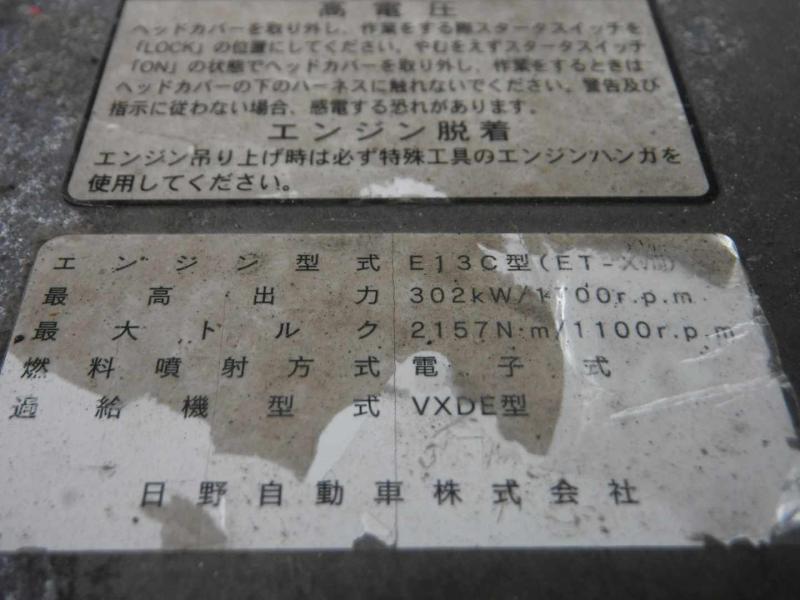 高電圧
ヘッドカバーを取り外し、作業をする際スタータスイッチを
「LOCK」の位置にしてください。やむをえずスタータスイッチ
「ON」の状態でヘッドカバーを取り外し、作業をするときは
ヘッドカバーの下のハーネスに触れないでください。警告及び
指示に従わない場合、感電する恐れがあります。
エンジン脱着
エンジン吊り上げ時は必ず特殊工具のエンジンハンガを
使用してください。
エンジン型式 E13C型(ET-
最高出力 302kW/1700r.p.m
最大トルク 2157N·m/1100r.p.m
燃料噴射方式 電子式
過給機型式 VXDE型
日野自動車株式会社